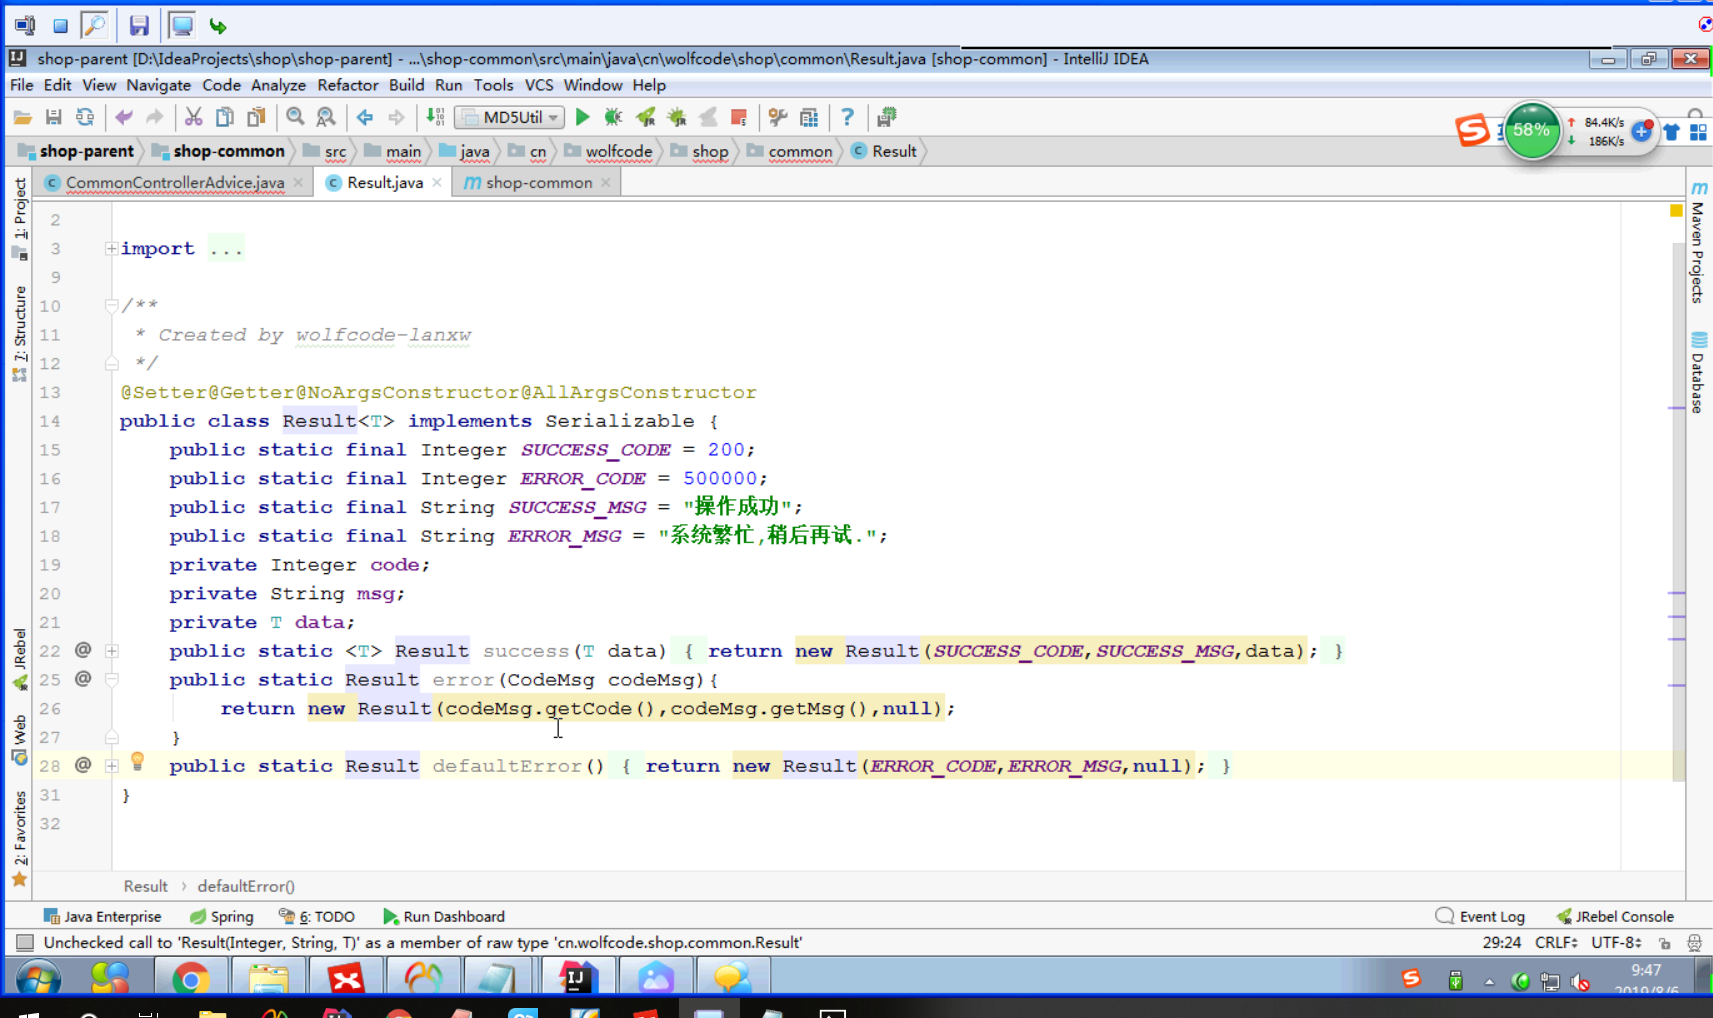 shop-parent [D:\IdeaProjects\shop\shop-parent] - ...\shop-common\src\main\java\cn\wolfcode\shop\common\Result.java [shop-common] - IntelliJ IDEA
File Edit View Navigate Code Analyze Refactor Build Run Tools VCS Window Help
MD5Util
58% 84.4K/s
186K/s
shop-parent shop-common src main java cn wolfcode shop common Result
CommonControllerAdvice.java Result.java shop-common
1: Project
7: Structure
JRebel
Web
2: Favorites
Maven Projects
Database
2
3 import ...
9
10 /**
11 * Created by wolfcode-lanxw
12 */
13 @Setter@Getter@NoArgsConstructor@AllArgsConstructor
14 public class Result<T> implements Serializable {
15 public static final Integer SUCCESS_CODE = 200;
16 public static final Integer ERROR_CODE = 500000;
17 public static final String SUCCESS_MSG = "操作成功";
18 public static final String ERROR_MSG = "系统繁忙,稍后再试.";
19 private Integer code;
20 private String msg;
21 private T data;
22 @ public static <T> Result success(T data) { return new Result(SUCCESS_CODE,SUCCESS_MSG,data); }
25 @ public static Result error(CodeMsg codeMsg){
26 return new Result(codeMsg.getCode(),codeMsg.getMsg(),null);
27 }
28 @ public static Result defaultError() { return new Result(ERROR_CODE,ERROR_MSG,null); }
31 }
32
Result › defaultError()
Java Enterprise Spring 6: TODO Run Dashboard Event Log JRebel Console
Unchecked call to 'Result(Integer, String, T)' as a member of raw type 'cn.wolfcode.shop.common.Result' 29:24 CRLF UTF-8
9:47
2019/8/6